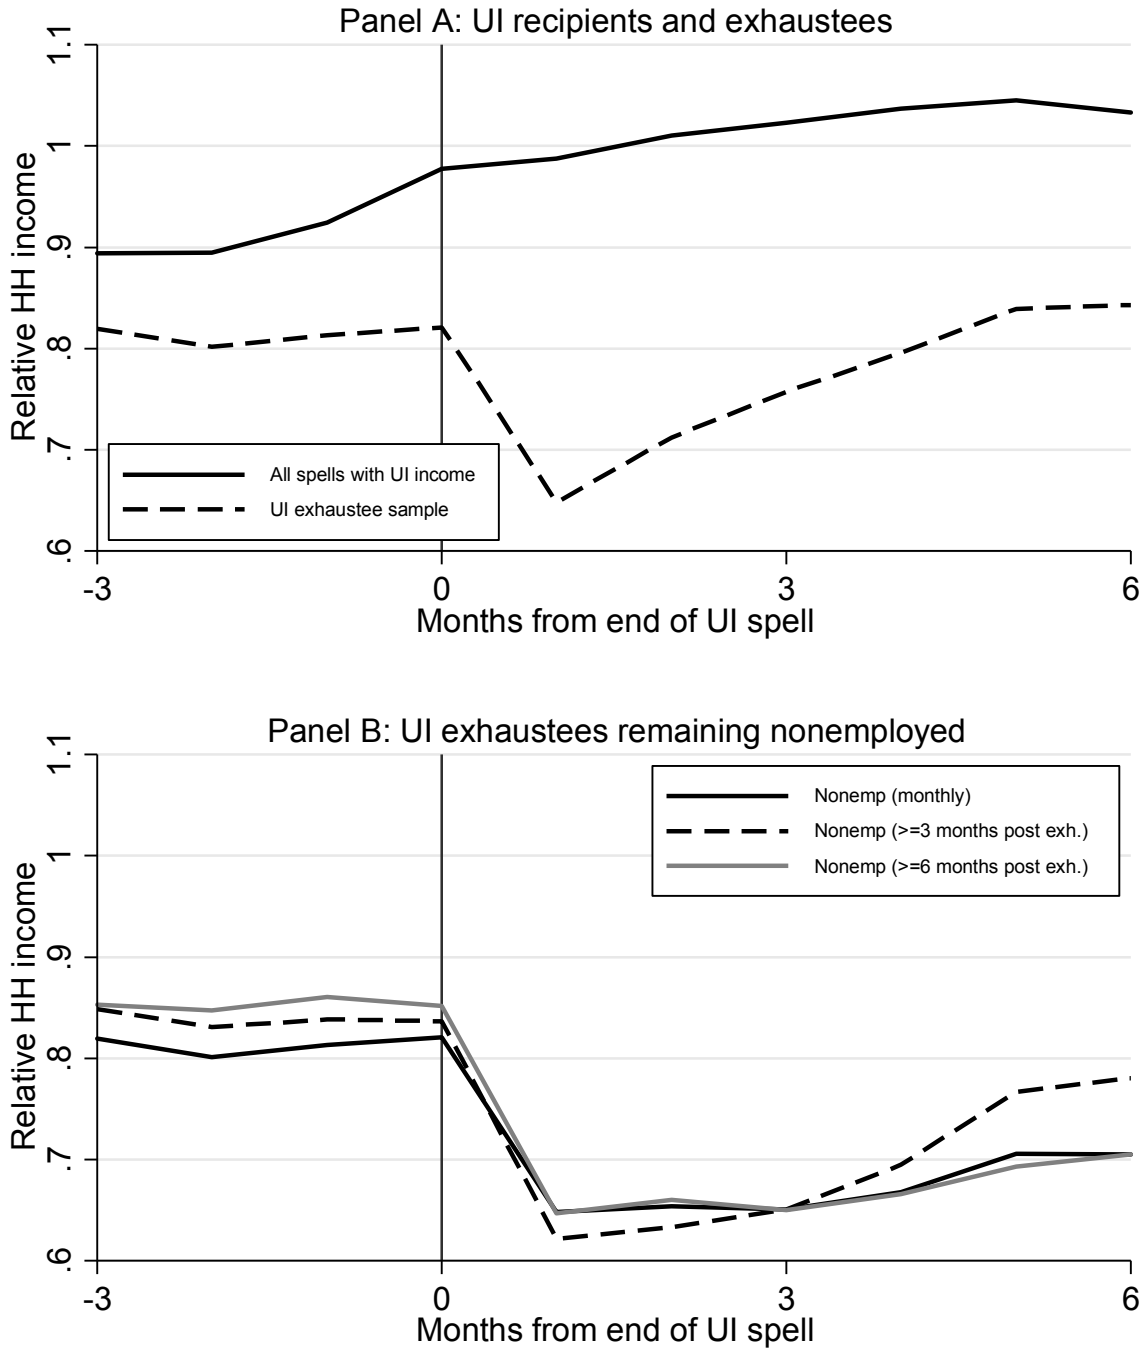 Panel A: UI recipients and exhaustees
1.1
1
.9
.8
.7
.6
Relative HH income
All spells with UI income
UI exhaustee sample
-3
0
3
6
Months from end of UI spell
Panel B: UI exhaustees remaining nonemployed
1.1
1
.9
.8
.7
.6
Relative HH income
Nonemp (monthly)
Nonemp (>=3 months post exh.)
Nonemp (>=6 months post exh.)
-3
0
3
6
Months from end of UI spell